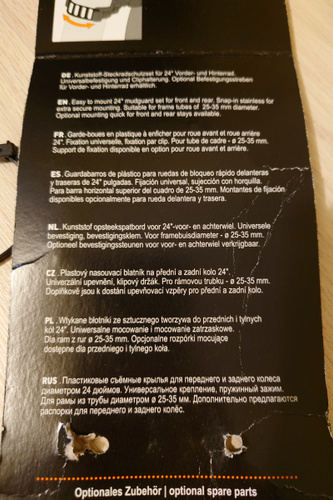 DE . Kunststoff-Steckradschutzset für 24" Vorder- und Hinterrad.
Universalbefestigung und Cliphalterung. Optional Befestigungsstreben
für Vorder- und Hinterrad erhältlich.
EN . Easy to mount 24" mudguard set for front and rear. Snap-in stainless for
extra secure mounting. Suitable for frame tubes of 25-35 mm diameter.
Optional mounting quick for front and rear stays available.
FR . Garde-boues en plastique à enficher pour roue avant et roue arrière
24". Fixation universelle, fixation par clip. Pour tube de cadre - ø 25-35 mm.
Support de fixation disponible en option pour roue avant et arrière.
ES . Guardabarros de plástico para ruedas de bloqueo rápido delanteras
y traseras de 24" pulgadas. Fijación universal, sujección con horquilla.
Para barra horizontal superior del cuadro de 25-35 mm. Montantes de fijación
disponibles opcionalmente para rueda delantera y trasera.
NL . Kunststof opsteekspatbord voor 24"-voor- en achterwiel. Universele
bevestiging, bevestigingsklem. Voor framebuisdiameter - ø 25-35 mm.
Optioneel bevestigingssteunen voor voor- en achterwiel verkrijgbaar.
CZ . Plastový nasouvací blatník na přední a zadní kolo 24".
Univerzální upevnění, klipový držák. Pro rámovou trubku - ø 25-35 mm.
Doplňkově jsou k dostání upevňovací vzpěry pro přední a zadní kolo.
PL . Wtykane błotniki ze sztucznego tworzywa do przednich i tylnych
kół 24". Uniwersalne mocowanie i mocowanie zatrzaskowe.
Dla ram z rur ø 25-35 mm. Opcjonalne rozpórki mocujące
dostępne dla przedniego i tylnego koła.
RUS . Пластиковые съёмные крылья для переднего и заднего колеса
диаметром 24 дюймов. Универсальное крепление, пружинный зажим.
Для рамы из трубы диаметром ø 25-35 мм. Дополнительно предлагаются
распорки для переднего и заднего колёс.
Optionales Zubehör | optional spare parts